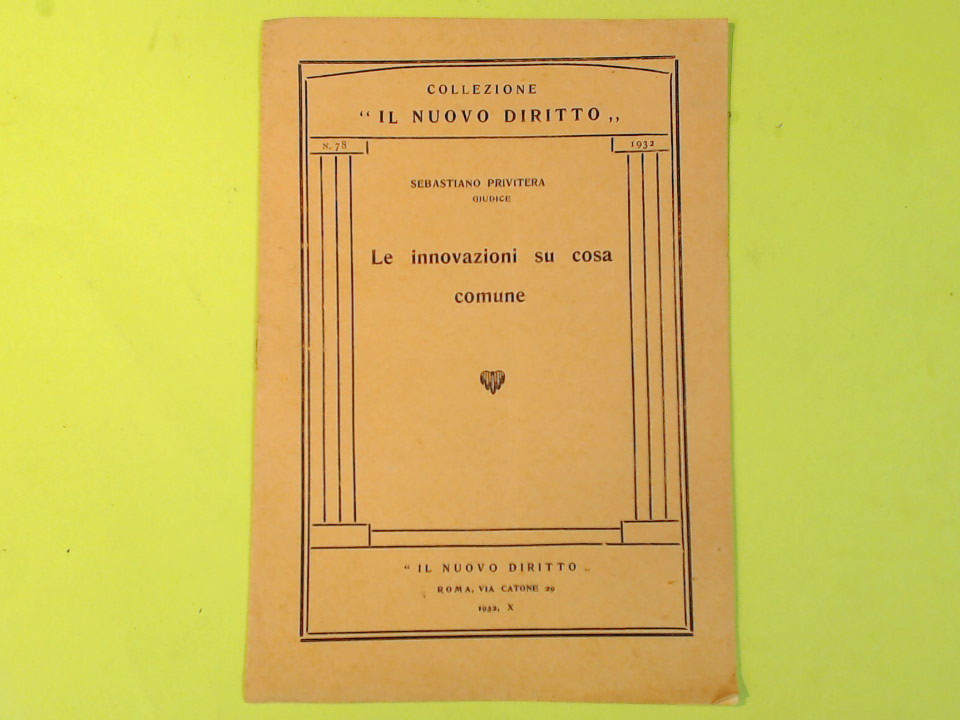 COLLEZIONE
“ IL NUOVO DIRITTO „
N. 78
1932
SEBASTIANO PRIVITERA
GIUDICE
Le innovazioni su cosa
comune
“ IL NUOVO DIRITTO „
ROMA, VIA CATONE 29
1932, X